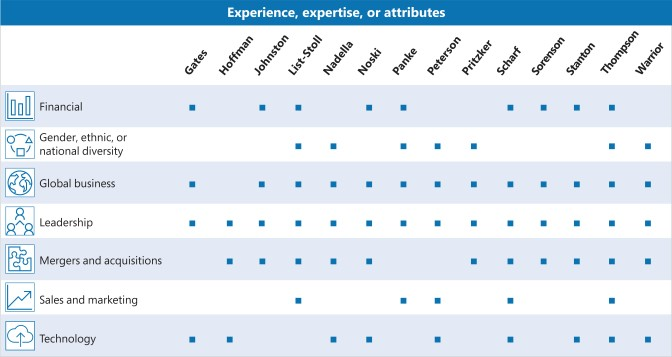 Experience, expertise, or attributes
Gates
Hoffman
Johnston
List-Stoll
Nadella
Noski
Panke
Peterson
Pritzker
Scharf
Sorenson
Stanton
Thompson
Warrior
Financial
Gender, ethnic, or
national diversity
Global business
Leadership
Mergers and acquisitions
Sales and marketing
Technology